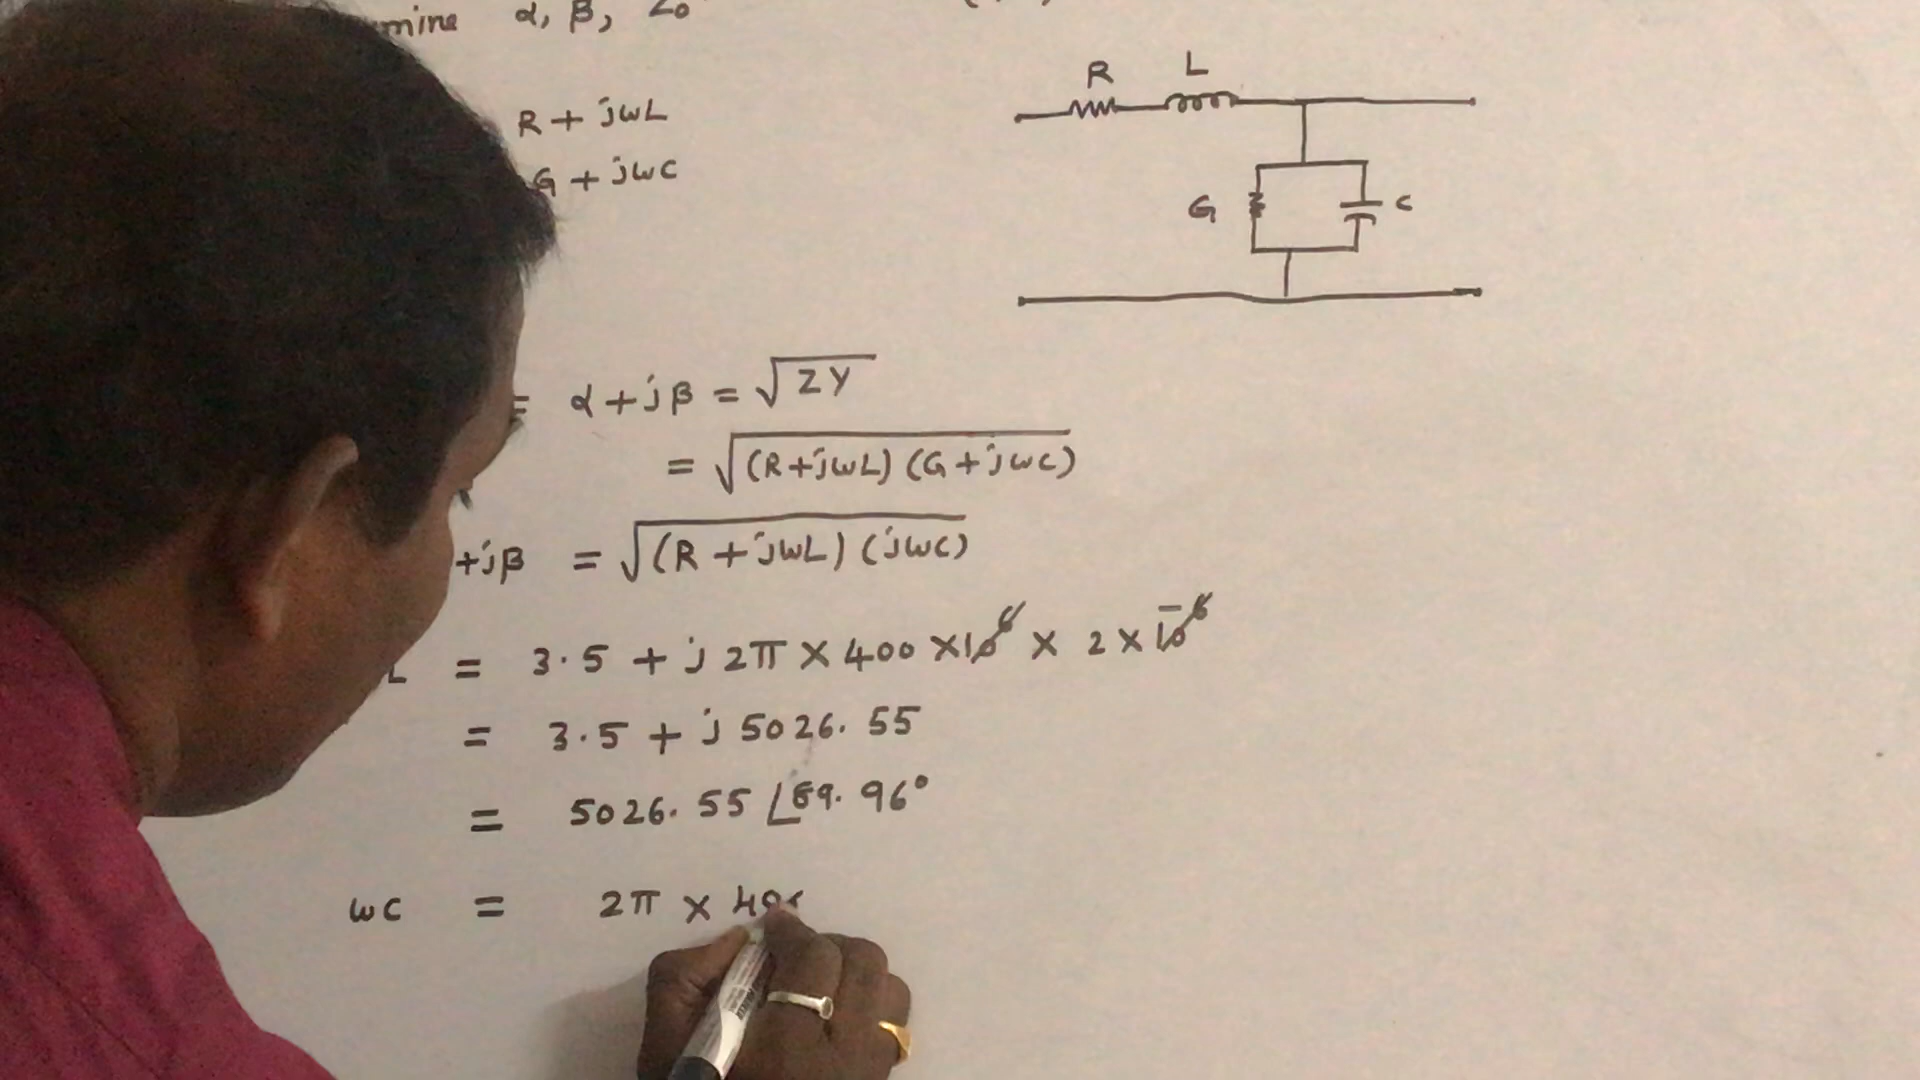 mine α, β, Z₀
R + jωL
G + jωC
R L
G C
= α + jβ = √ZY
= √(R+jωL) (G+jωC)
+jβ = √(R + jωL) (jωC)
L = 3.5 + j 2π × 400 × 10⁶ × 2 × 10⁻⁶
= 3.5 + j 5026.55
= 5026.55 ∠89.96°
ωC = 2π × 40